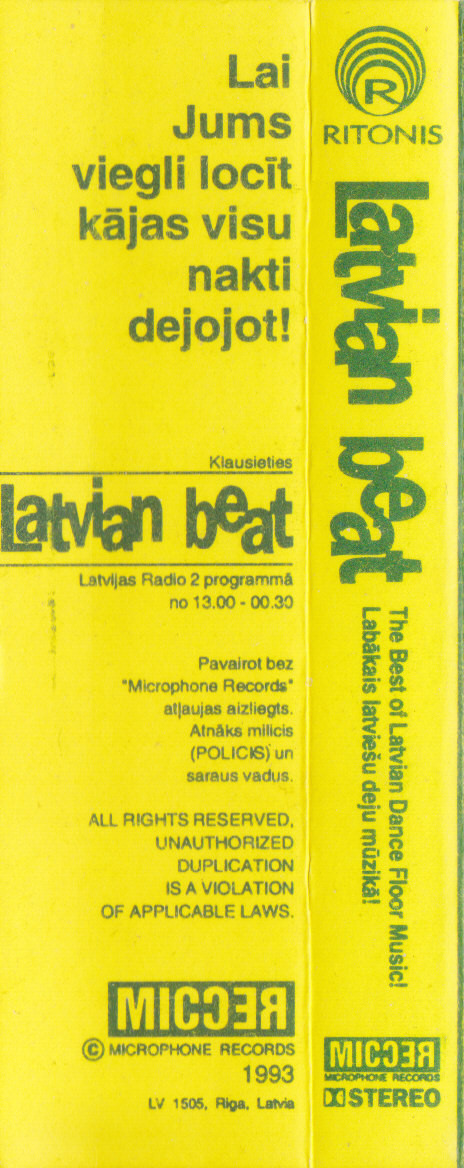 Lai
Jums
viegli locīt
kājas visu
nakti
dejojot!
Klausieties
Latvian beat
Latvijas Radio 2 programmā
no 13.00 - 00.30
Pavairot bez
"Microphone Records"
atļaujas aizliegts.
Atnāks milicis
(POLICIS) un
saraus vadus.
ALL RIGHTS RESERVED,
UNAUTHORIZED
DUPLICATION
IS A VIOLATION
OF APPLICABLE LAWS.
MICREC
© MICROPHONE RECORDS
1993
LV 1505, Riga, Latvia
R
RITONIS
Latvian beat
The Best of Latvian Dance Floor Music!
Labākais latviešu deju mūzikā!
MICREC
MICROPHONE RECORDS
STEREO